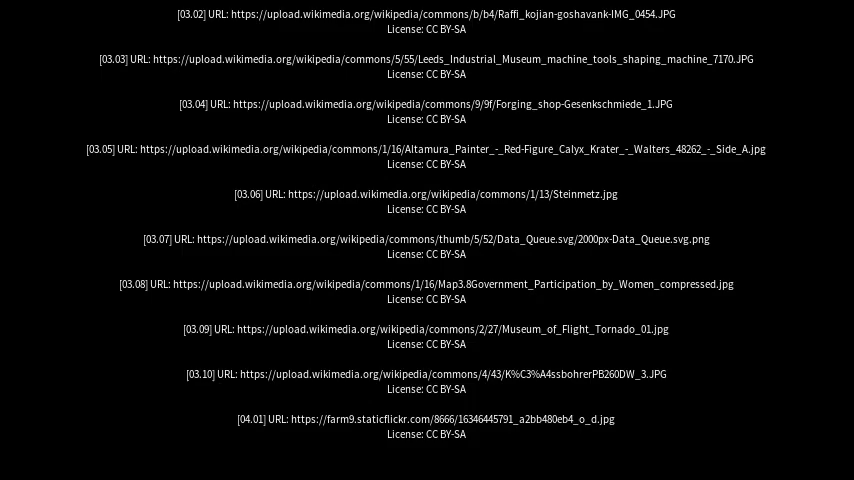 [03.02] URL: https://upload.wikimedia.org/wikipedia/commons/b/b4/Raffi_kojian-goshavank-IMG_0454.JPG
License: CC BY-SA
[03.03] URL: https://upload.wikimedia.org/wikipedia/commons/5/55/Leeds_Industrial_Museum_machine_tools_shaping_machine_7170.JPG
License: CC BY-SA
[03.04] URL: https://upload.wikimedia.org/wikipedia/commons/9/9f/Forging_shop-Gesenkschmiede_1.JPG
License: CC BY-SA
[03.05] URL: https://upload.wikimedia.org/wikipedia/commons/1/16/Altamura_Painter_-_Red-Figure_Calyx_Krater_-_Walters_48262_-_Side_A.jpg
License: CC BY-SA
[03.06] URL: https://upload.wikimedia.org/wikipedia/commons/1/13/Steinmetz.jpg
License: CC BY-SA
[03.07] URL: https://upload.wikimedia.org/wikipedia/commons/thumb/5/52/Data_Queue.svg/2000px-Data_Queue.svg.png
License: CC BY-SA
[03.08] URL: https://upload.wikimedia.org/wikipedia/commons/1/16/Map3.8Government_Participation_by_Women_compressed.jpg
License: CC BY-SA
[03.09] URL: https://upload.wikimedia.org/wikipedia/commons/2/27/Museum_of_Flight_Tornado_01.jpg
License: CC BY-SA
[03.10] URL: https://upload.wikimedia.org/wikipedia/commons/4/43/K%C3%A4ssbohrerPB260DW_3.JPG
License: CC BY-SA
[04.01] URL: https://farm9.staticflickr.com/8666/16346445791_a2bb480eb4_o_d.jpg
License: CC BY-SA